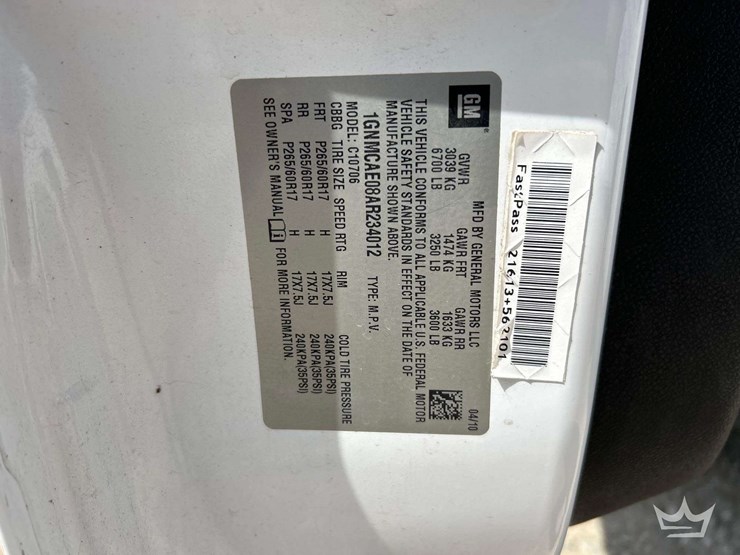 GM®
MFD BY GENERAL MOTORS LLC 04/10
GVWR GAWR FRT GAWR RR
3039 KG 1474 KG 1633 KG
6700 LB 3250 LB 3600 LB
THIS VEHICLE CONFORMS TO ALL APPLICABLE U.S. FEDERAL MOTOR
VEHICLE SAFETY STANDARDS IN EFFECT ON THE DATE OF
MANUFACTURE SHOWN ABOVE.
1GNMCAE08AR234012 TYPE: M.P.V.
MODEL: C10706
CBBG TIRE SIZE SPEED RTG RIM COLD TIRE PRESSURE
FRT P265/60R17 H 17X7.5J 240KPA(35PSI)
RR P265/60R17 H 17X7.5J 240KPA(35PSI)
SPA P265/60R17 H 17X7.5J 240KPA(35PSI)
SEE OWNER'S MANUAL FOR MORE INFORMATION.
FastPass 21613+563101